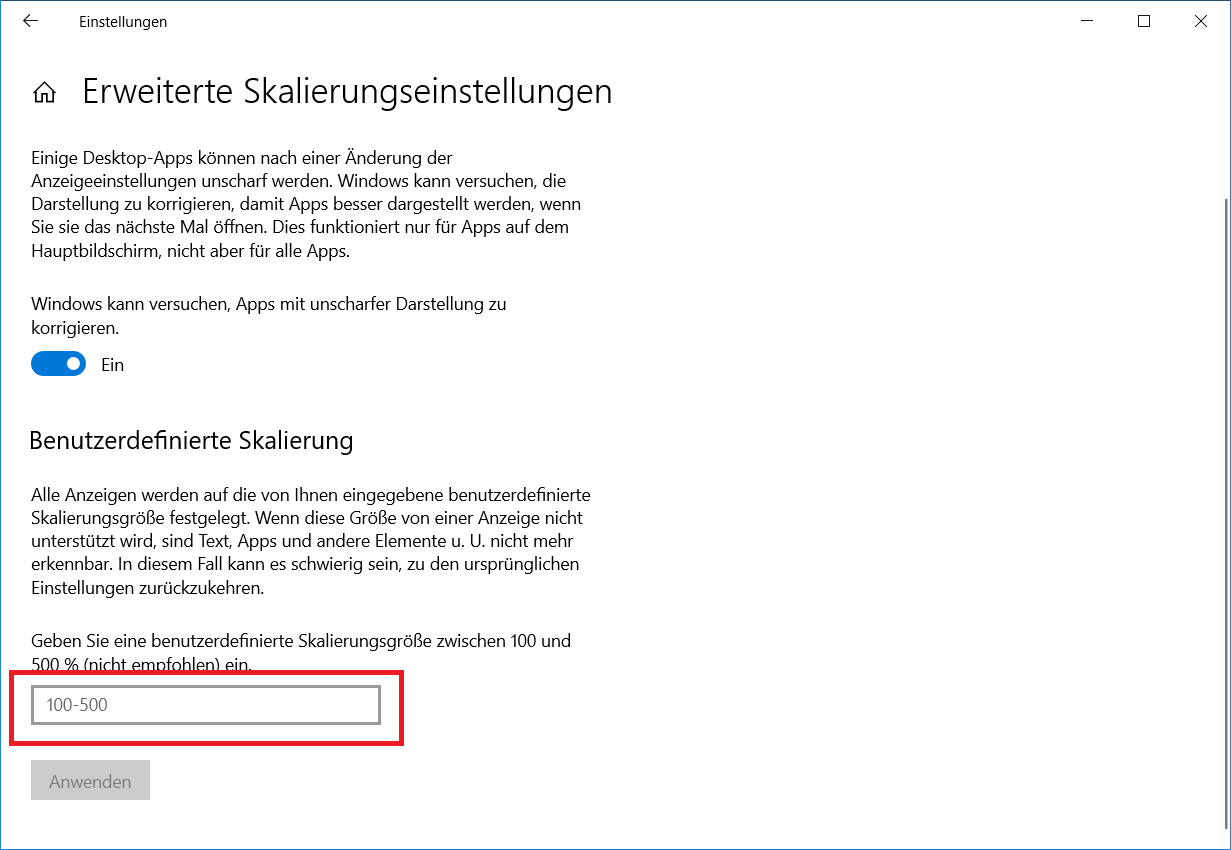 Einstellungen
Erweiterte Skalierungseinstellungen
Einige Desktop-Apps können nach einer Änderung der
Anzeigeeinstellungen unscharf werden. Windows kann versuchen, die
Darstellung zu korrigieren, damit Apps besser dargestellt werden, wenn
Sie sie das nächste Mal öffnen. Dies funktioniert nur für Apps auf dem
Hauptbildschirm, nicht aber für alle Apps.
Windows kann versuchen, Apps mit unscharfer Darstellung zu
korrigieren.
Ein
Benutzerdefinierte Skalierung
Alle Anzeigen werden auf die von Ihnen eingegebene benutzerdefinierte
Skalierungsgröße festgelegt. Wenn diese Größe von einer Anzeige nicht
unterstützt wird, sind Text, Apps und andere Elemente u. U. nicht mehr
erkennbar. In diesem Fall kann es schwierig sein, zu den ursprünglichen
Einstellungen zurückzukehren.
Geben Sie eine benutzerdefinierte Skalierungsgröße zwischen 100 und
500 % (nicht empfohlen) ein.
100-500
Anwenden